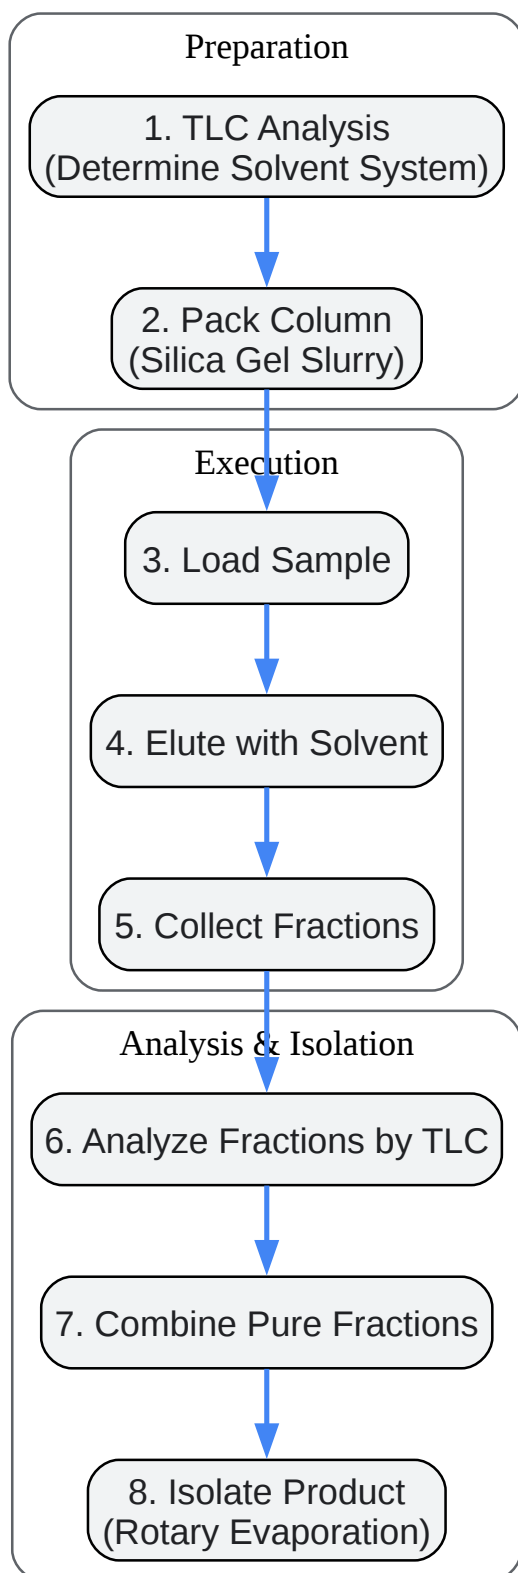 Preparation
1. TLC Analysis
(Determine Solvent System)
2. Pack Column
(Silica Gel Slurry)
Execution
3. Load Sample
4. Elute with Solvent
5. Collect Fractions
Analysis & Isolation
6. Analyze Fractions by TLC
7. Combine Pure Fractions
8. Isolate Product
(Rotary Evaporation)